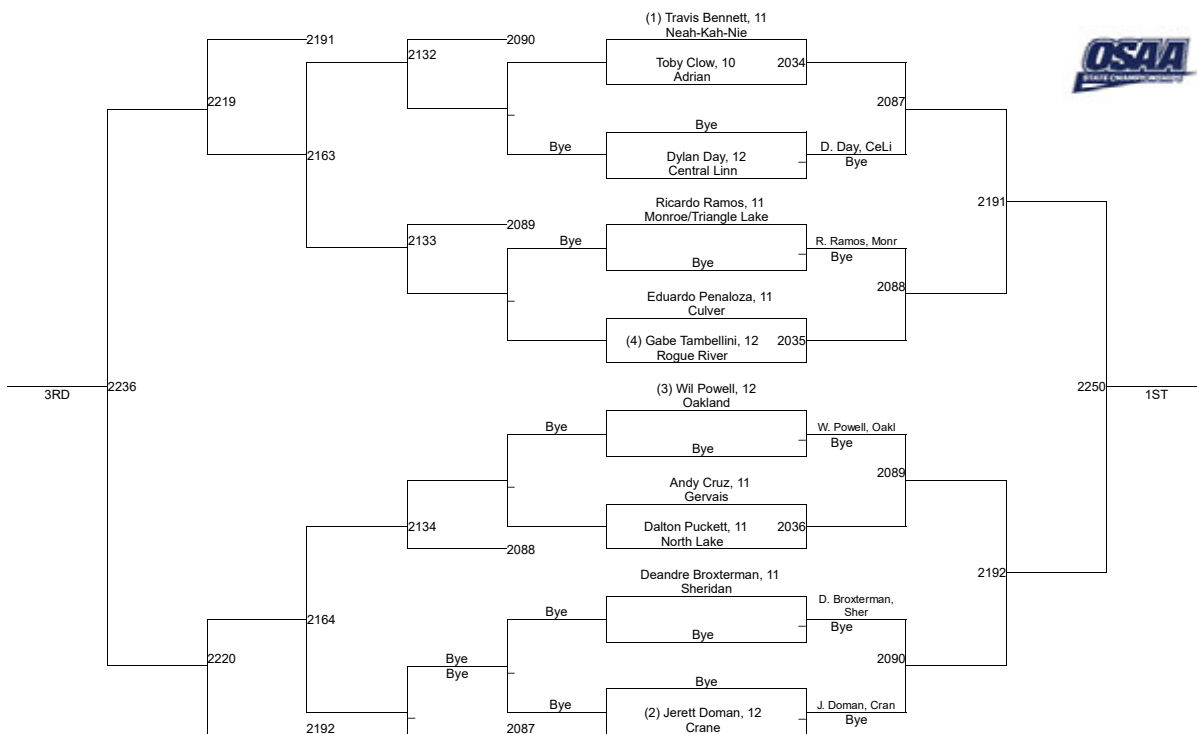 (1) Travis Bennett, 11
Neah-Kah-Nie
2191
2090
2132
Toby Clow, 10
2034
Adrian
OSAA
STATE CHAMPIONSHIPS
2219
2087
Bye
2163
Bye
Dylan Day, 12
Central Linn
D. Day, CeLi
Bye
Ricardo Ramos, 11
Monroe/Triangle Lake
2191
2089
2133
Bye
R. Ramos, Monr
Bye
Bye
2088
Eduardo Penaloza, 11
Culver
(4) Gabe Tambellini, 12
2035
Rogue River
2236
3RD
(3) Wil Powell, 12
Oakland
2250
1ST
Bye
W. Powell, Oakl
Bye
Bye
2089
Andy Cruz, 11
Gervais
2134
Dalton Puckett, 11
2036
North Lake
2088
Deandre Broxterman, 11
Sheridan
2192
D. Broxterman,
Sher
Bye
2164
Bye
Bye
2220
Bye
Bye
2090
Bye
Bye
(2) Jerett Doman, 12
Crane
J. Doman, Cran
Bye
2192
2087